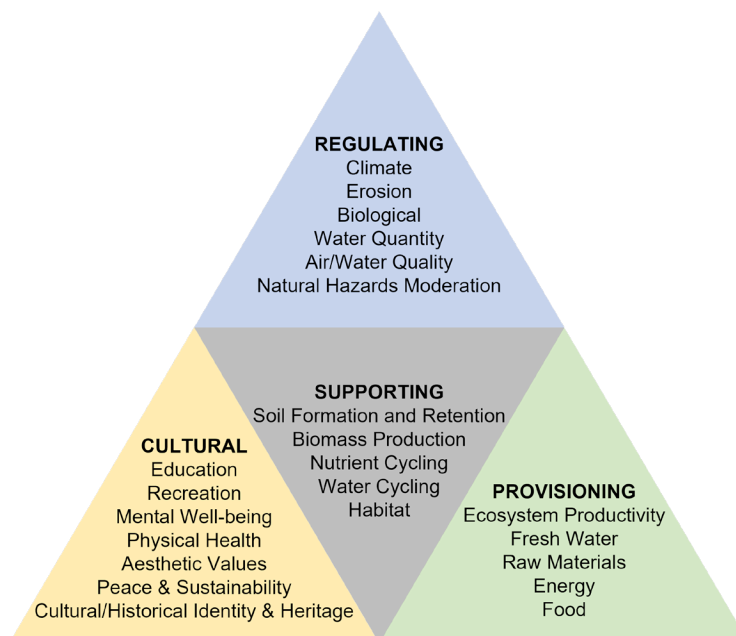 REGULATING
Climate
Erosion
Biological
Water Quantity
Air/Water Quality
Natural Hazards Moderation
SUPPORTING
Soil Formation and Retention
Biomass Production
Nutrient Cycling
Water Cycling
Habitat
CULTURAL
Education
Recreation
Mental Well-being
Physical Health
Aesthetic Values
Peace & Sustainability
Cultural/Historical Identity & Heritage
PROVISIONING
Ecosystem Productivity
Fresh Water
Raw Materials
Energy
Food